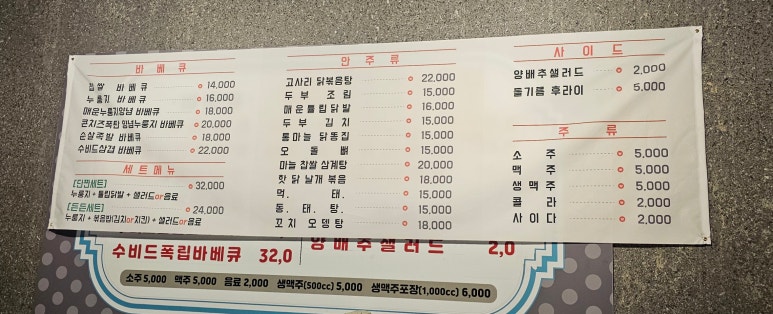 바 베 큐
찹쌀 바베큐 14,000
누룽지 바베큐 16,000
매운누룽지양념 바베큐 18,000
콘치즈폭립양념누룽지 바베큐 20,000
순살족발 바베큐 18,000
수비드삼겹 바베큐 22,000
세트메뉴
[단짠세트] 32,000
누룽지 + 튤립닭발 + 샐러드or음료
[든든세트] 24,000
누룽지 + 볶음밥(김치or치킨) + 샐러드or음료
안 주 류
고사리 닭볶음탕 22,000
두부 조림 15,000
매운튤립닭발 16,000
두부 김치 15,000
통마늘 닭똥집 15,000
오돌뼈 15,000
마늘 찹쌀 삼계탕 20,000
핫 닭 날개 볶음 18,000
먹. 태. 15,000
동. 태. 탕. 15,000
꼬치 오뎅탕 18,000
사 이 드
양배추샐러드 2,000
들기름 후라이 5,000
주 류
소 주 5,000
맥 주 5,000
생 맥 주 5,000
콜 라 2,000
사 이 다 2,000
수비드폭립바베큐 32,0
양배추샐러드 2,0
소주 5,000 맥주 5,000 음료 2,000 생맥주(500cc) 5,000 생맥주포장(1,000cc) 6,000